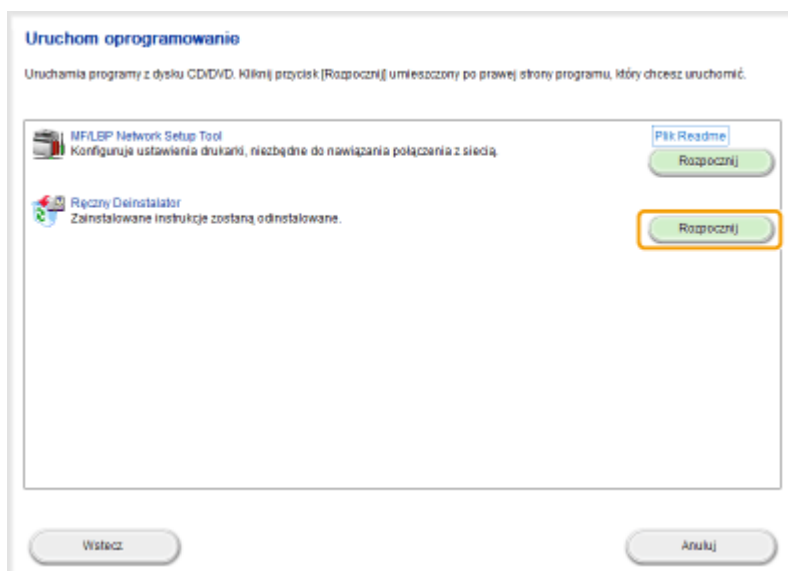 Uruchom oprogramowanie
Uruchamia programy z dysku CD/DVD. Kliknij przycisk [Rozpocznij] umieszczony po prawej strony programu, który chcesz uruchomić.
MF/LBP Network Setup Tool
Plik Readme
Konfiguruje ustawienia drukarki, niezbędne do nawiązania połączenia z siecią.
Rozpocznij
Ręczny Deinstalator
Zainstalowane instrukcje zostaną odinstalowane.
Rozpocznij
Wstecz
Anuluj